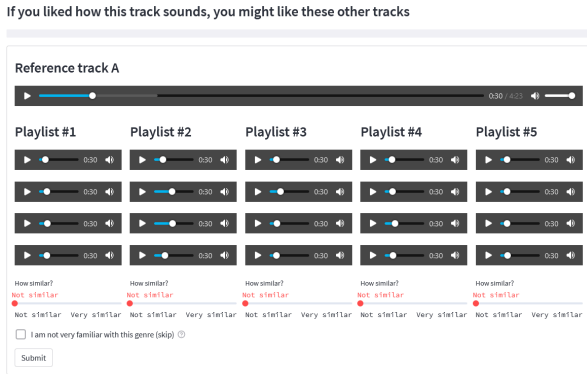 If you liked how this track sounds, you might like these other tracks
Reference track A
0:30 / 4:23
Playlist #1 Playlist #2 Playlist #3 Playlist #4 Playlist #5
0:30 0:30 0:30 0:30 0:30
0:30 0:30 0:30 0:30 0:30
0:30 0:30 0:30 0:30 0:30
0:30 0:30 0:30 0:30 0:30
How similar? How similar? How similar? How similar? How similar?
Not similar Not similar Not similar Not similar Not similar
Not similar Very similar Not similar Very similar Not similar Very similar Not similar Very similar Not similar Very similar
I am not very familiar with this genre (skip)
Submit